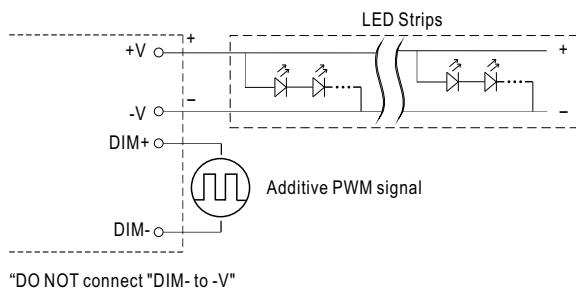 LED Strips
+V
+
+
-V
−
−
DIM+
Additive PWM signal
DIM-
“DO NOT connect "DIM- to -V"